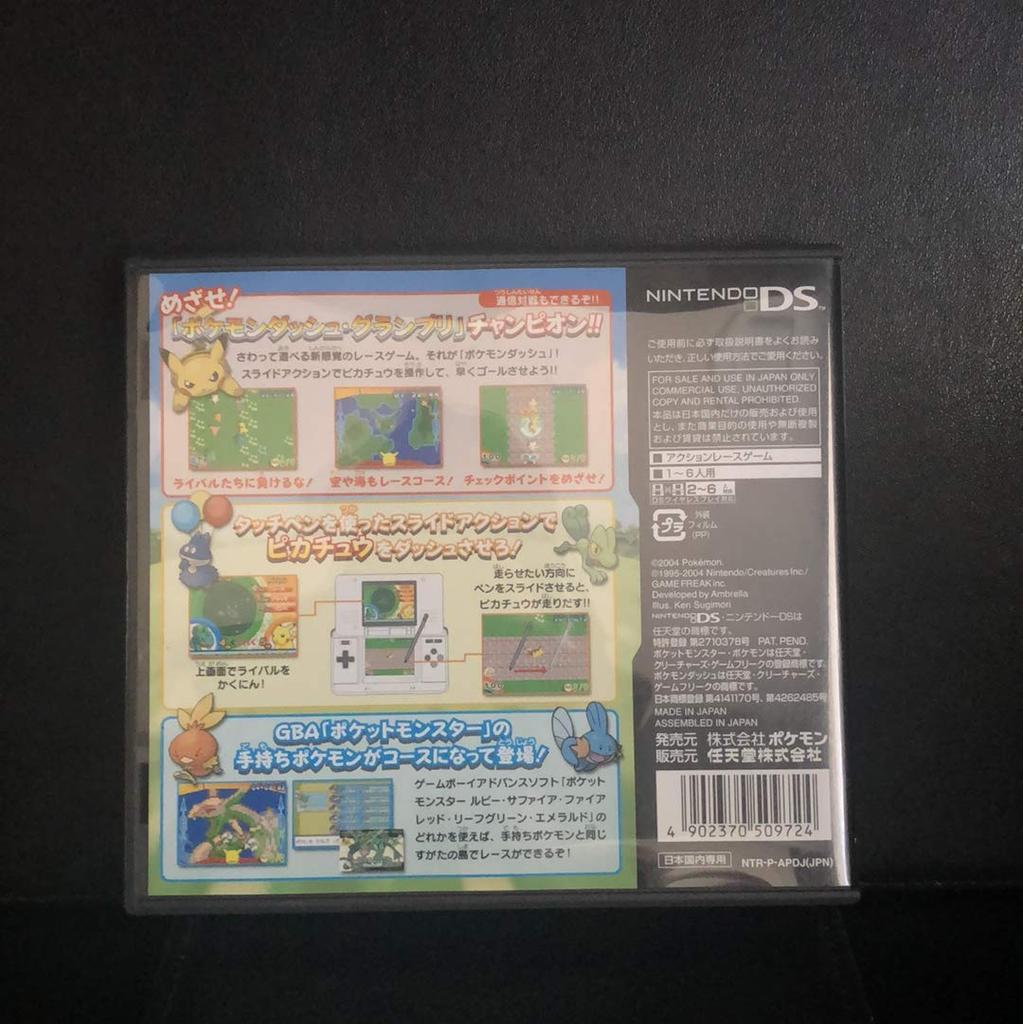 めざせ!
通信対戦もできるぞ!!
「ポケモンダッシュ・グランプリ」チャンピオン!!
さわって遊べる新感覚のレースゲーム、それが「ポケモンダッシュ」!
スライドアクションでピカチュウを操作して、早くゴールさせよう!!
ライバルたちに負けるな!
空や海もレースコース!
チェックポイントをめざせ!
タッチペンを使ったスライドアクションで
ピカチュウをダッシュさせろ!
走らせたい方向に
ペンをスライドさせると、
ピカチュウが走りだす!!
上画面でライバルを
かくにん!
GBA「ポケットモンスター」の
手持ちポケモンがコースになって登場!
ゲームボーイアドバンスソフト「ポケット
モンスター ルビー・サファイア・ファイア
レッド・リーフグリーン・エメラルド」の
どれかを使えば、手持ちポケモンと同じ
すがたの島でレースができるぞ!
NINTENDO DS™
ご使用前に必ず取扱説明書をよくお読み
いただき、正しい使用方法でご愛用ください。
FOR SALE AND USE IN JAPAN ONLY
COMMERCIAL USE, UNAUTHORIZED
COPY AND RENTAL PROHIBITED.
本品は日本国内だけの販売および使用
とし、また商業目的の使用や無断複製
および賃貸は禁止されています。
■ アクションレースゲーム
■ 1～6人用
2～6人
DSワイヤレスプレイ対応
プラ
外装
フィルム
(PP)
©2004 Pokémon.
©1995-2004 Nintendo/Creatures Inc./
GAME FREAK inc.
Developed by Ambrella
Illus. Ken Sugimori
NINTENDO DS・ニンテンドーDSは
任天堂の商標です。
特許登録 第2710378号 PAT. PEND.
ポケットモンスター・ポケモンは任天堂・
クリーチャーズ・ゲームフリークの登録商標です。
ポケモンダッシュは任天堂・クリーチャーズ・
ゲームフリークの商標です。
日本商標登録 第4141170号、第4262485号
MADE IN JAPAN
ASSEMBLED IN JAPAN
発売元 株式会社 ポケモン
販売元 任天堂株式会社
4 902370 509724
日本国内専用
NTR-P-APDJ(JPN)